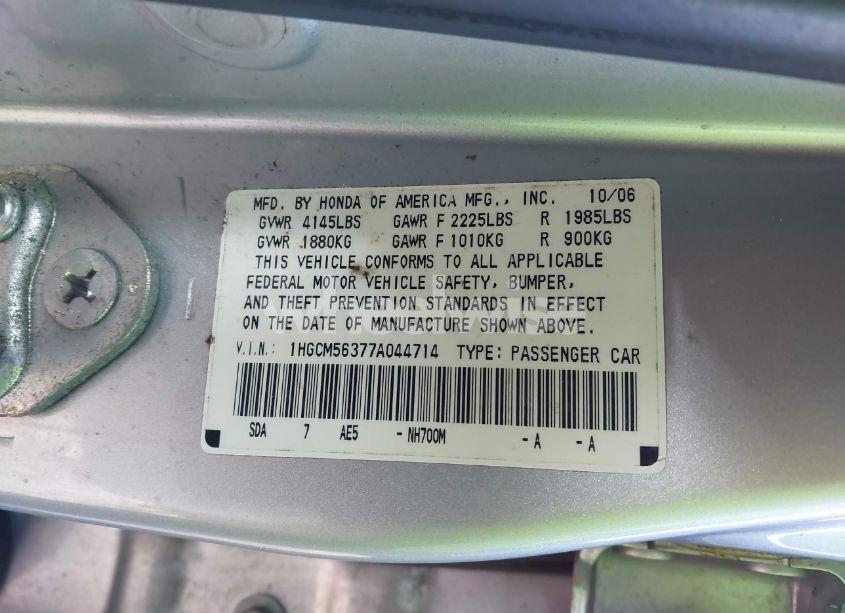 MFD. BY HONDA OF AMERICA MFG., INC. 10/06
GVWR 4145LBS GAWR F 2225LBS R 1985LBS
GVWR 1880KG GAWR F 1010KG R 900KG
THIS VEHICLE CONFORMS TO ALL APPLICABLE
FEDERAL MOTOR VEHICLE SAFETY, BUMPER,
AND THEFT PREVENTION STANDARDS IN EFFECT
ON THE DATE OF MANUFACTURE SHOWN ABOVE.
V.I.N.: 1HGCM56377A044714 TYPE: PASSENGER CAR
SDA 7 AE5 - NH700M - A - A